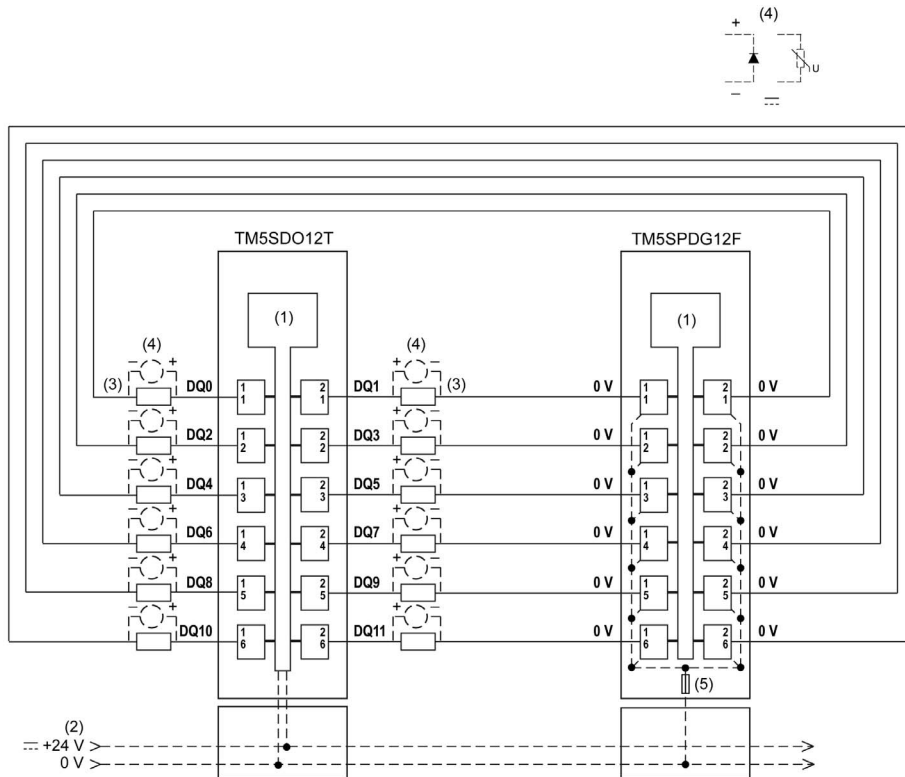 (4)
+
U
−
TM5SDO12T TM5SPDG12F
(1) (1)
(4) (4)
− + + −
(3) DQ0 1 1 2 1 DQ1 (3) 0 V 1 1 2 1 0 V
− + + −
DQ2 1 2 2 2 DQ3 0 V 1 2 2 2 0 V
− + + −
DQ4 1 3 2 3 DQ5 0 V 1 3 2 3 0 V
− + + −
DQ6 1 4 2 4 DQ7 0 V 1 4 2 4 0 V
− + + −
DQ8 1 5 2 5 DQ9 0 V 1 5 2 5 0 V
− + + −
DQ10 1 6 2 6 DQ11 0 V 1 6 2 6 0 V
(5)
(2)
+24 V
0 V